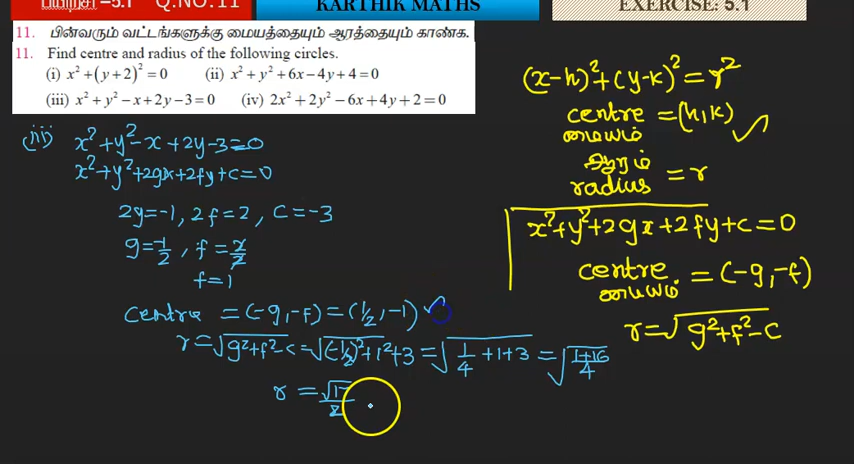 பயிற்சி -5.1 Q.NO.11 KARTHIK MATHS EXERCISE: 5.1
11. பின்வரும் வட்டங்களுக்கு மையத்தையும் ஆரத்தையும் காண்க.
11. Find centre and radius of the following circles.
(i) x² + (y + 2)² = 0 (ii) x² + y² + 6x − 4y + 4 = 0
(iii) x² + y² − x + 2y − 3 = 0 (iv) 2x² + 2y² − 6x + 4y + 2 = 0
(iii) x²+y²-x+2y-3=0
x²+y²+2gx+2fy+c=0
2g=-1, 2f=2, c=-3
g=-1/2, f=2/2
f=1
Centre = (-g,-f) = (1/2, -1) ✓
r=√(g²+f²-c) = √((-1/2)²+1²+3) = √(1/4+1+3) = √((1+16)/4)
r = √17/2
(x-h)²+(y-k)²=r²
centre = (h,k) ✓
மையம்
ஆரம்
radius = r
x²+y²+2gx+2fy+c=0
centre = (-g,-f)
மையம்
r=√(g²+f²-c)